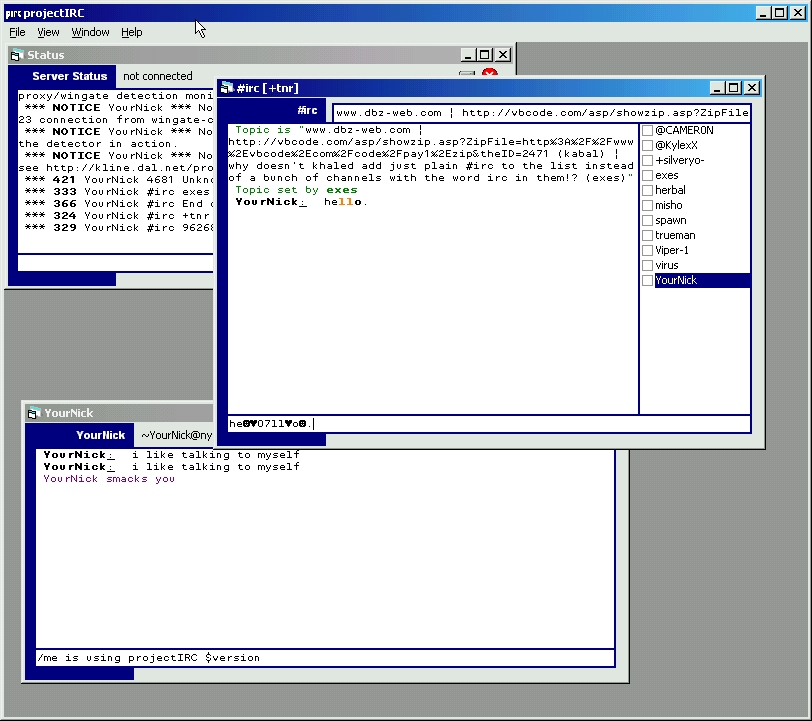 projectIRC
File View Window Help
Status
Server Status not connected
proxy/wingate detection moni
*** NOTICE YourNick *** No
23 connection from wingate-c
*** NOTICE YourNick *** No
the detector in action.
*** NOTICE YourNick *** No
see http://kline.dal.net/pro
*** 421 YourNick 4681 Unkno
*** 333 YourNick #irc exes
*** 366 YourNick #irc End o
*** 324 YourNick #irc +tnr
*** 329 YourNick #irc 96268
#irc [+tnr]
#irc www.dbz-web.com ¦ http://vbcode.com/asp/showzip.asp?ZipFile
Topic is "www.dbz-web.com ¦
http://vbcode.com/asp/showzip.asp?ZipFile=http%3A%2F%2Fwww
%2Evbcode%2Ecom%2Fcode%2Fpay1%2Ezip&theID=2471 (kabal) ¦
why doesn't khaled add just plain #irc to the list instead
of a bunch of channels with the word irc in them!? (exes)"
Topic set by exes
YourNick: hello.
@CAMER0N
@KylexX
+silveryo-
exes
herbal
misho
spawn
trueman
Viper-1
virus
YourNick
he☻♥07ll♥o☻.
YourNick
YourNick ~YourNick@ny
YourNick: i like talking to myself
YourNick: i like talking to myself
YourNick smacks you
/me is using projectIRC $version